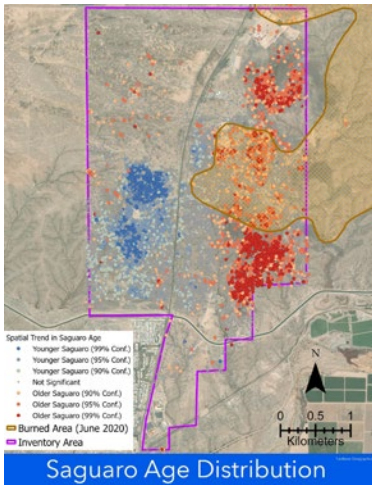 Spatial Trend in Saguaro Age
Younger Saguaro (99% Conf.)
Younger Saguaro (95% Conf.)
Younger Saguaro (90% Conf.)
Not Significant
Older Saguaro (90% Conf.)
Older Saguaro (95% Conf.)
Older Saguaro (99% Conf.)
Burned Area (June 2020)
Inventory Area
N
0 0.5 1
Kilometers
Saguaro Age Distribution